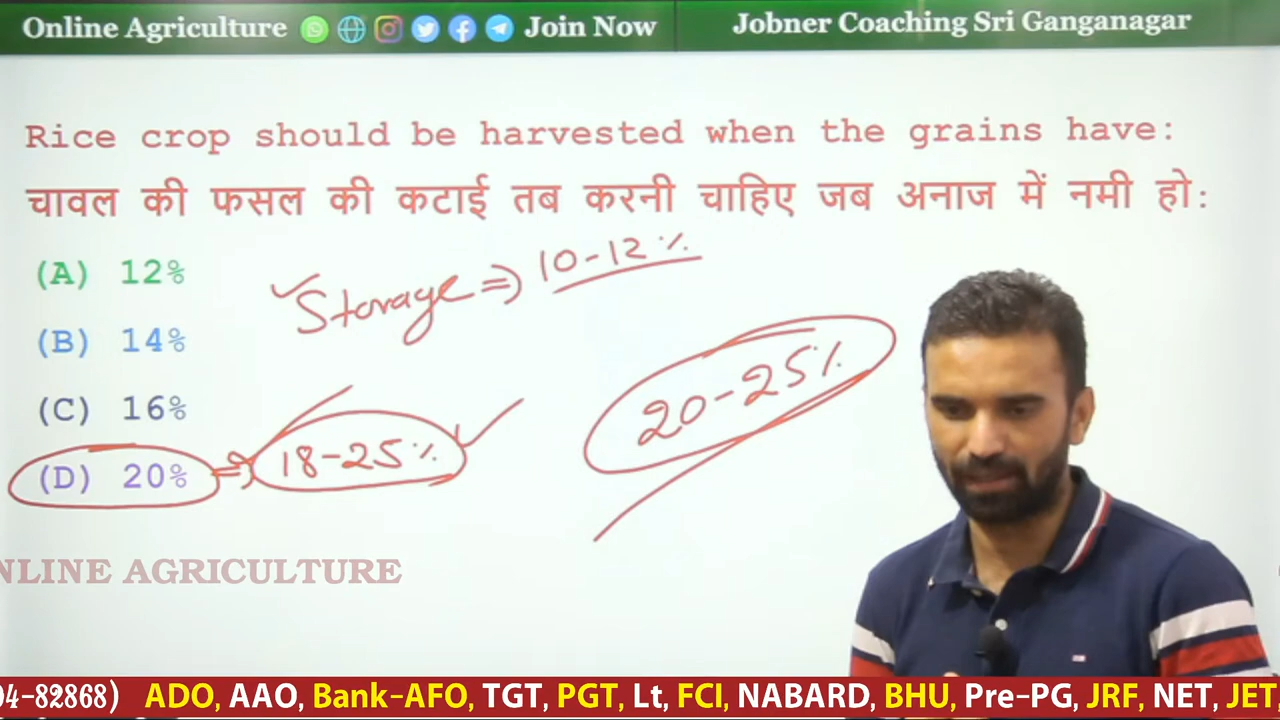 Online Agriculture Join Now Jobner Coaching Sri Ganganagar
Rice crop should be harvested when the grains have:
चावल की फसल की कटाई तब करनी चाहिए जब अनाज में नमी हो:
(A) 12%
Storage ⇒ 10-12%
(B) 14%
(C) 16%
20-25%
(D) 20% ⇒ 18-25%
NLINE AGRICULTURE
04-82868) ADO, AAO, Bank-AFO, TGT, PGT, Lt, FCI, NABARD, BHU, Pre-PG, JRF, NET, JET,